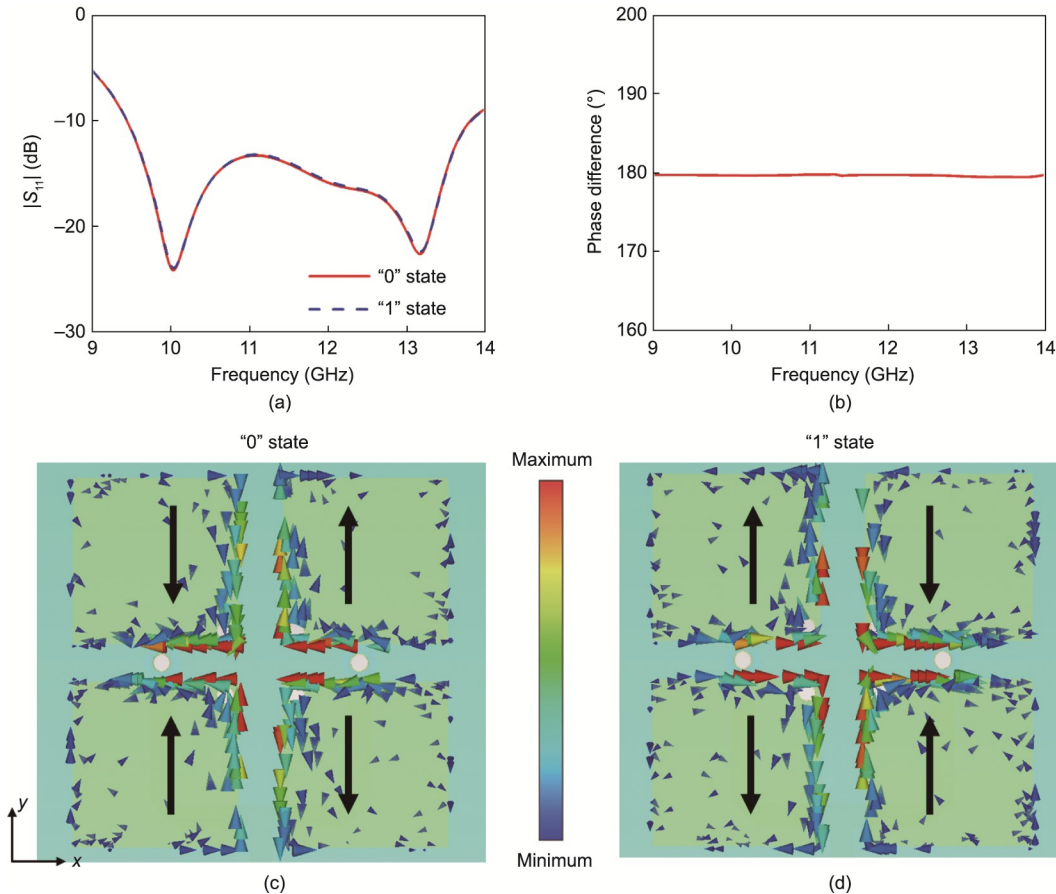 0
−10
−20
−30
|S₁₁| (dB)
"0" state
"1" state
9
10
11
12
13
14
Frequency (GHz)
(a)
200
190
180
170
160
Phase difference (°)
9
10
11
12
13
14
Frequency (GHz)
(b)
"0" state
y
x
(c)
Maximum
Minimum
"1" state
(d)